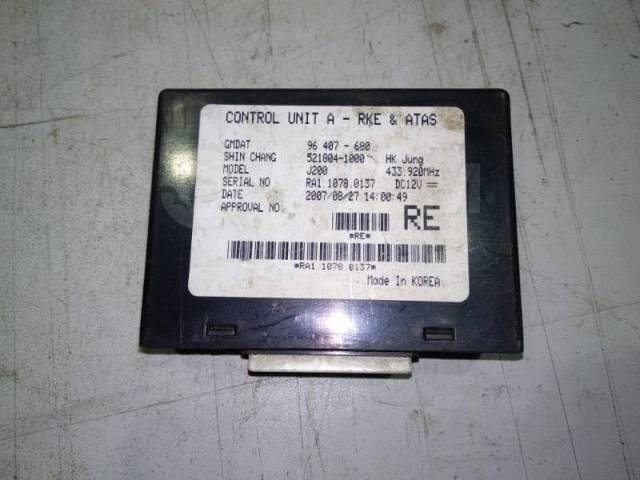 CONTROL UNIT A - RKE & ATAS
GMDAT 96 407 - 680
SHIN CHANG 521804-1000 HK Jung
MODEL J200 433.920MHz
SERIAL NO RA1.1078.0137 DC12V
DATE 2007/08/27 14:00:49
APPROVAL NO
RE
*RE*
*RA1.1078.0137*
Made In KOREA